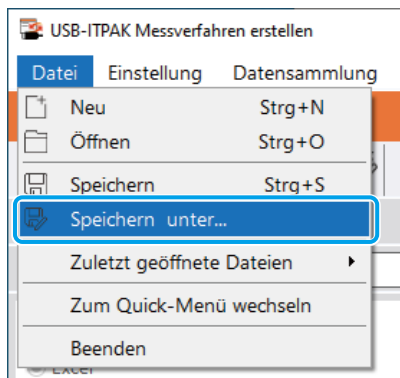 USB-ITPAK Messverfahren erstellen
Datei Einstellung Datensammlung
Neu Strg+N
Öffnen Strg+O
Speichern Strg+S
Speichern unter...
Zuletzt geöffnete Dateien
Zum Quick-Menü wechseln
Beenden
Excel